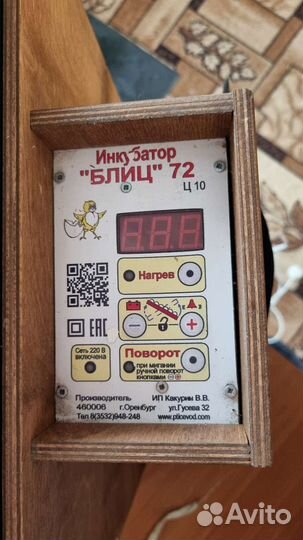 Инкубатор
"БЛИЦ" 72
Ц 10
Нагрев
Сеть 220 В
включена
Поворот
при мигании
ручной поворот
кнопками
Производитель ИП Какурин В.В.
460006 г.Оренбург ул.Гусева 32
Тел 8(3532)948-248 www.pticevod.com
Avito